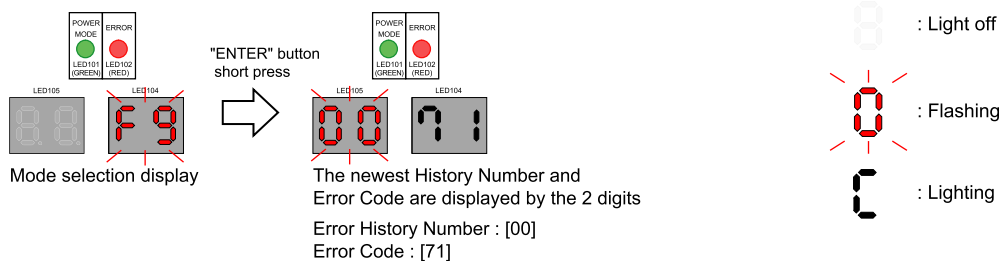 POWER
MODE
LED101
(GREEN)
ERROR
LED102
(RED)
LED105
LED104
F9
Mode selection display
"ENTER" button
short press
POWER
MODE
LED101
(GREEN)
ERROR
LED102
(RED)
LED105
LED104
00
71
The newest History Number and
Error Code are displayed by the 2 digits
Error History Number : [00]
Error Code : [71]
: Light off
: Flashing
: Lighting